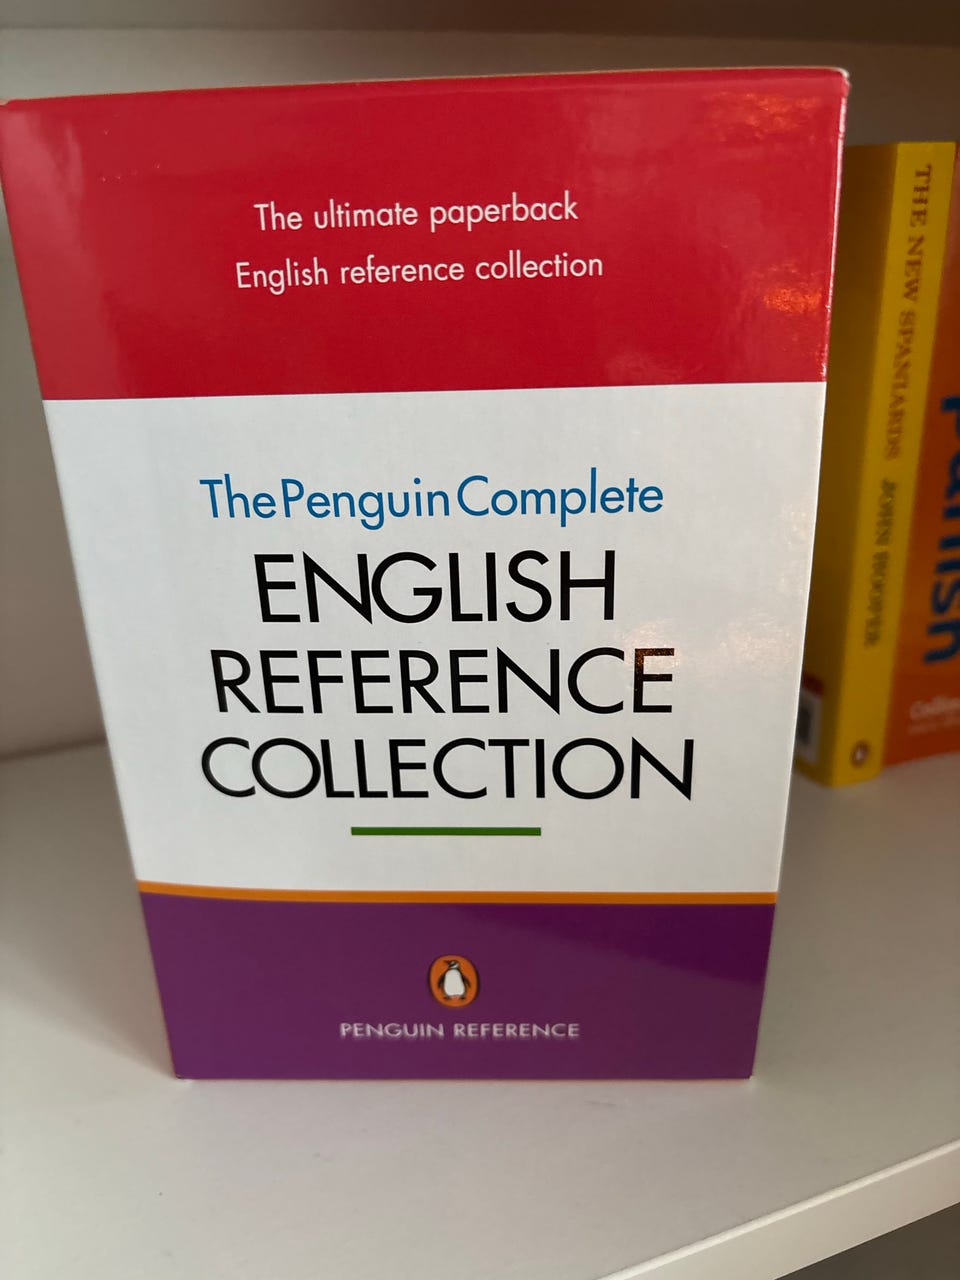 The ultimate paperback
English reference collection
The Penguin Complete
ENGLISH
REFERENCE
COLLECTION
PENGUIN REFERENCE
THE NEW SPANIARDS JOHN HOOPER